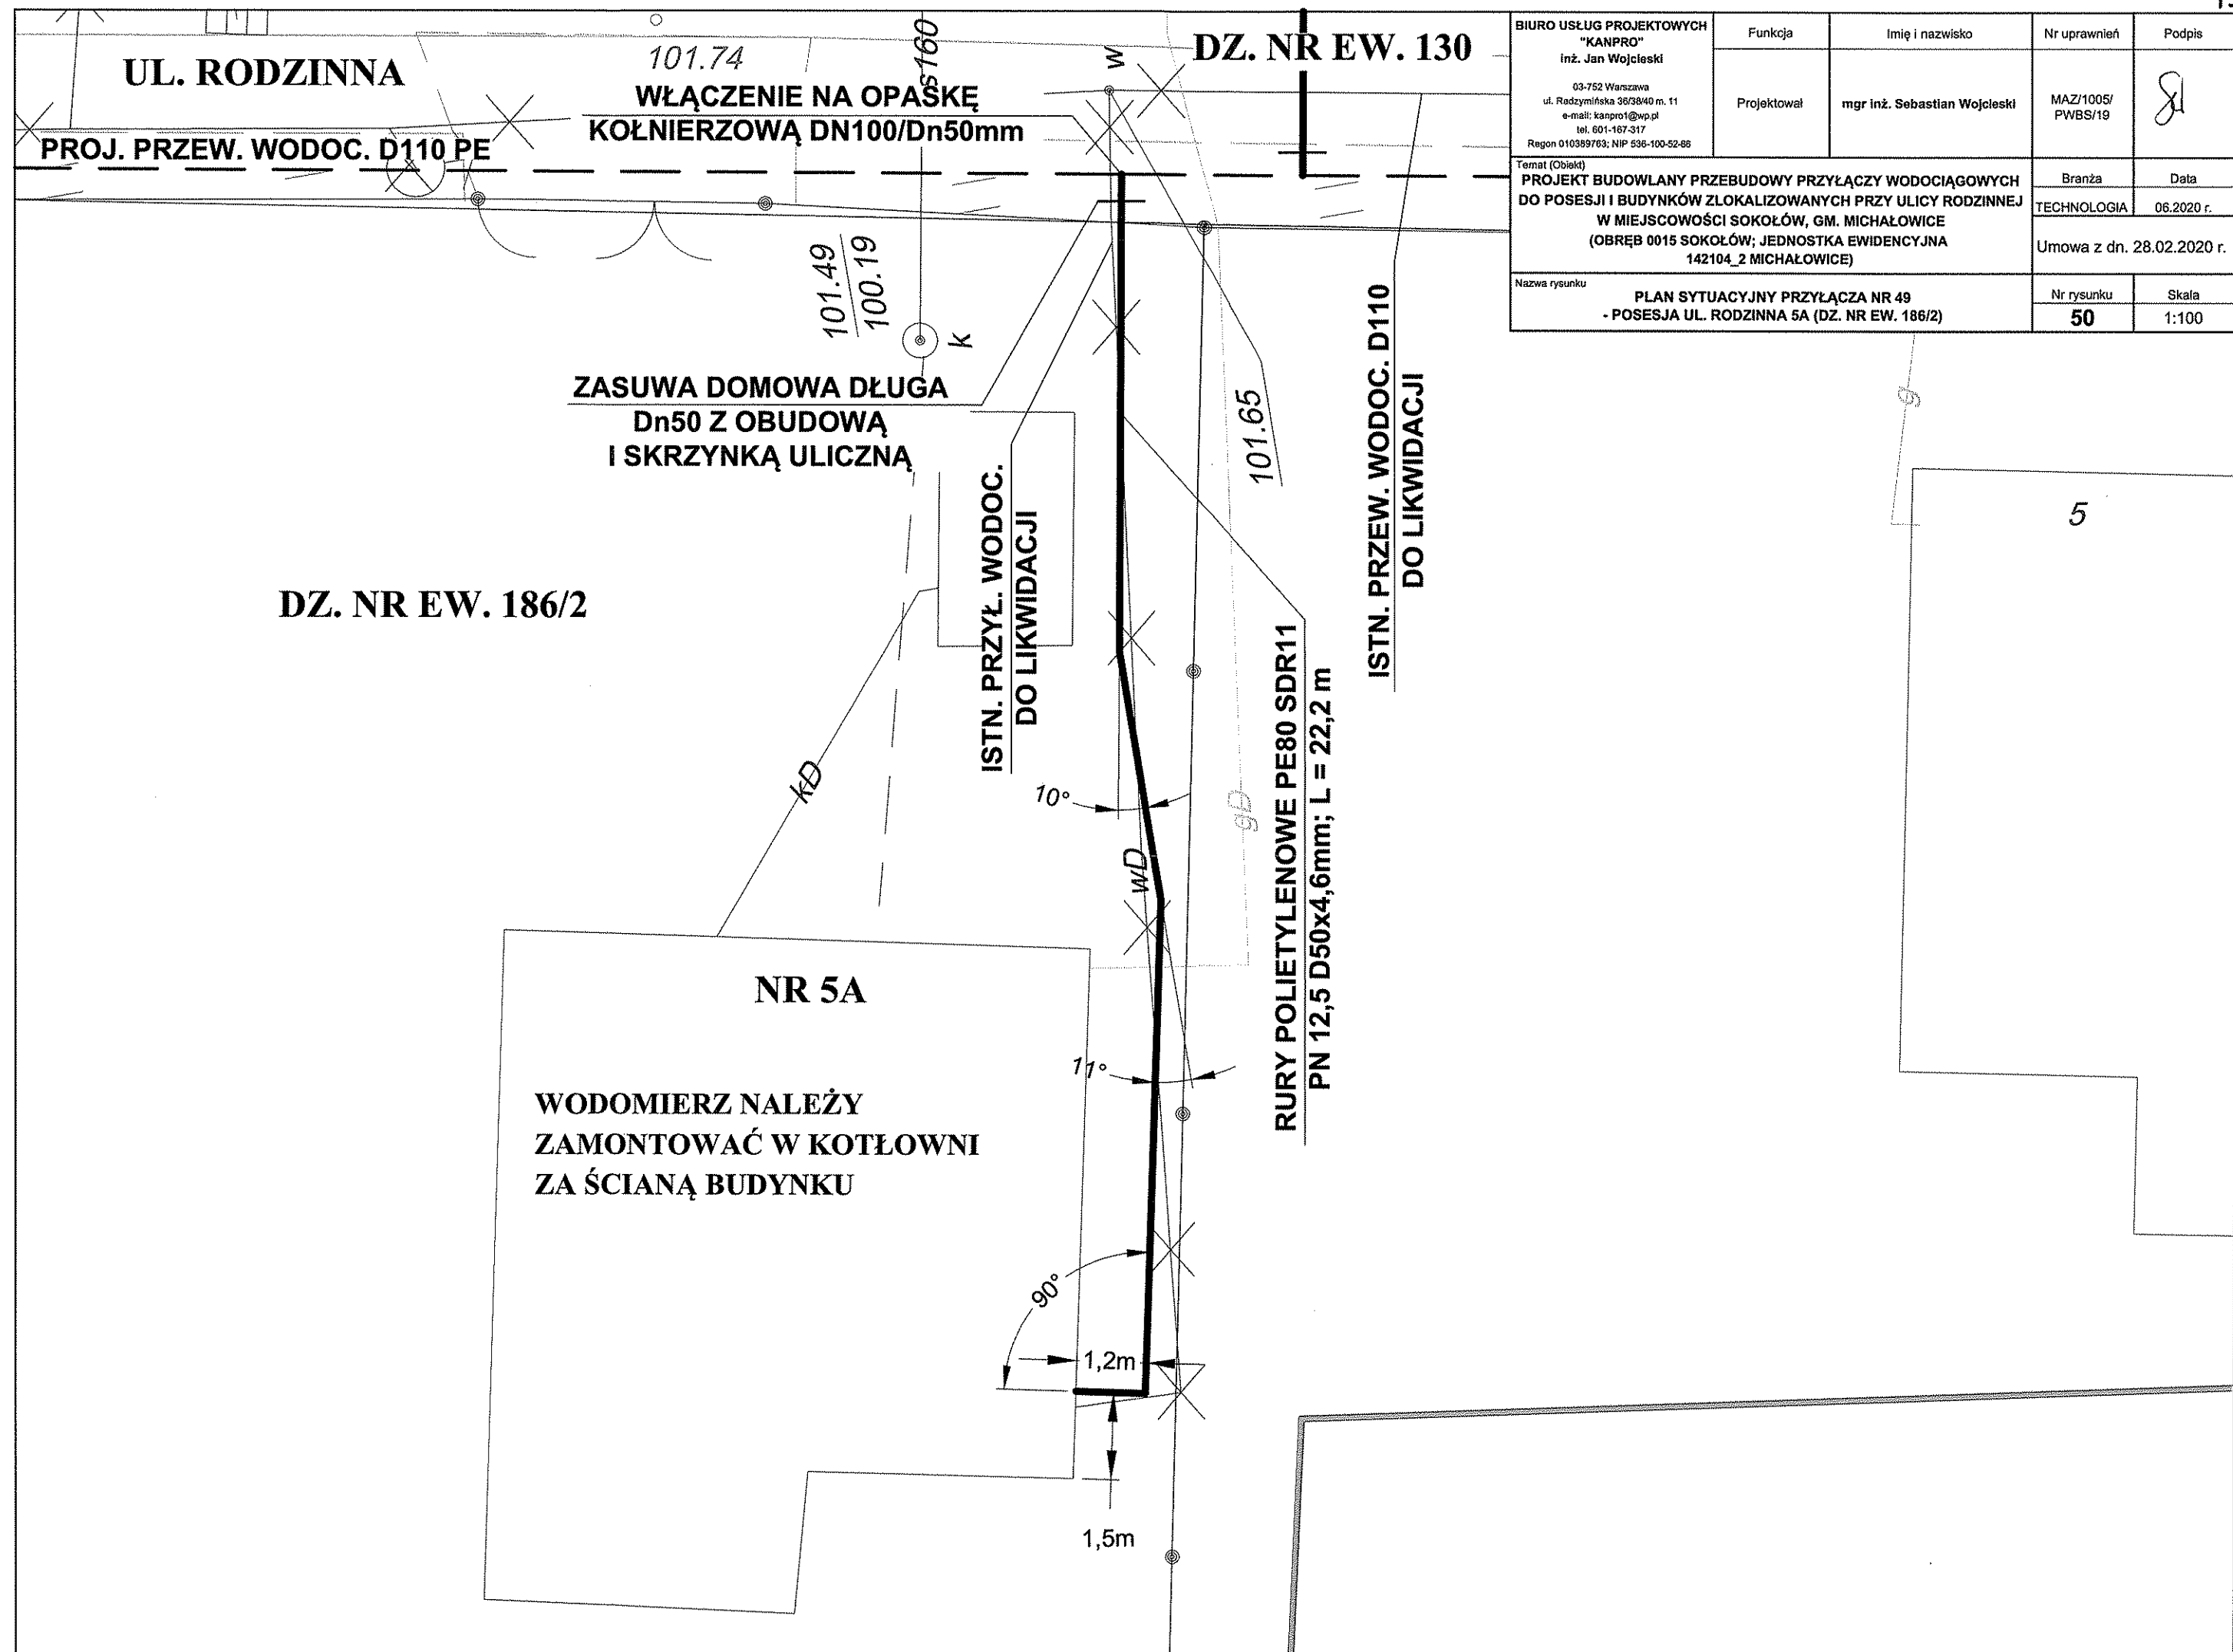 UL. RODZINNA
101.74
s160
w
DZ. NR EW. 130
WŁĄCZENIE NA OPASKĘ
KOŁNIERZOWĄ DN100/Dn50mm
PROJ. PRZEW. WODOC. D110 PE
BIURO USŁUG PROJEKTOWYCH
"KANPRO"
inż. Jan Wojcieski
03-752 Warszawa
ul. Radzymińska 36/38/40 m. 11
e-mail: kanpro1@wp.pl
tel. 601-167-317
Regon 010389763; NIP 536-100-52-66
Funkcja
Imię i nazwisko
Nr uprawnień
Podpis
Projektował
mgr inż. Sebastian Wojcieski
MAZ/1005/
PWBS/19
Temat (Obiekt)
PROJEKT BUDOWLANY PRZEBUDOWY PRZYŁĄCZY WODOCIĄGOWYCH
DO POSESJI I BUDYNKÓW ZLOKALIZOWANYCH PRZY ULICY RODZINNEJ
W MIEJSCOWOŚCI SOKOŁÓW, GM. MICHAŁOWICE
(OBRĘB 0015 SOKOŁÓW; JEDNOSTKA EWIDENCYJNA
142104_2 MICHAŁOWICE)
Branża
Data
TECHNOLOGIA
06.2020 r.
Umowa z dn. 28.02.2020 r.
Nazwa rysunku
PLAN SYTUACYJNY PRZYŁĄCZA NR 49
- POSESJA UL. RODZINNA 5A (DZ. NR EW. 186/2)
Nr rysunku
Skala
50
1:100
101.49
100.19
k
ZASUWA DOMOWA DŁUGA
Dn50 Z OBUDOWĄ
I SKRZYNKĄ ULICZNĄ
ISTN. PRZYŁ. WODOC.
DO LIKWIDACJI
101.65
ISTN. PRZEW. WODOC. D110
DO LIKWIDACJI
g
5
DZ. NR EW. 186/2
kD
10°
wD
gD
RURY POLIETYLENOWE PE80 SDR11
PN 12,5 D50x4,6mm; L = 22,2 m
NR 5A
11°
WODOMIERZ NALEŻY
ZAMONTOWAĆ W KOTŁOWNI
ZA ŚCIANĄ BUDYNKU
90°
1,2m
1,5m